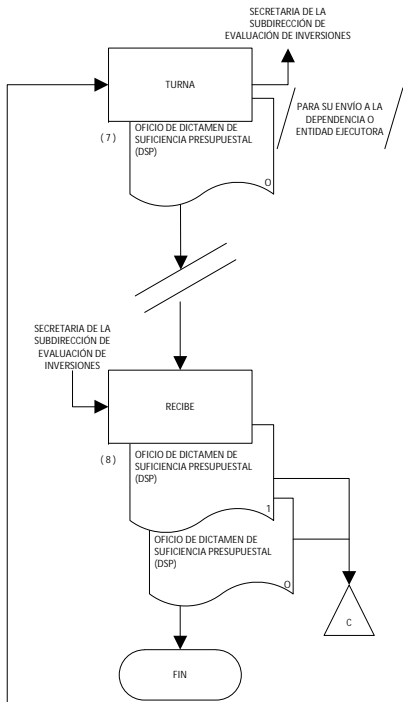 SECRETARIA DE LA
SUBDIRECCIÓN DE
EVALUACIÓN DE INVERSIONES
TURNA
PARA SU ENVÍO A LA
DEPENDENCIA O
ENTIDAD EJECUTORA
( 7 )
OFICIO DE DICTAMEN DE
SUFICIENCIA PRESUPUESTAL
(DSP)
O
SECRETARIA DE LA
SUBDIRECCIÓN DE
EVALUACIÓN DE
INVERSIONES
RECIBE
( 8 )
OFICIO DE DICTAMEN DE
SUFICIENCIA PRESUPUESTAL
(DSP)
1
OFICIO DE DICTAMEN DE
SUFICIENCIA PRESUPUESTAL
(DSP)
O
C
FIN